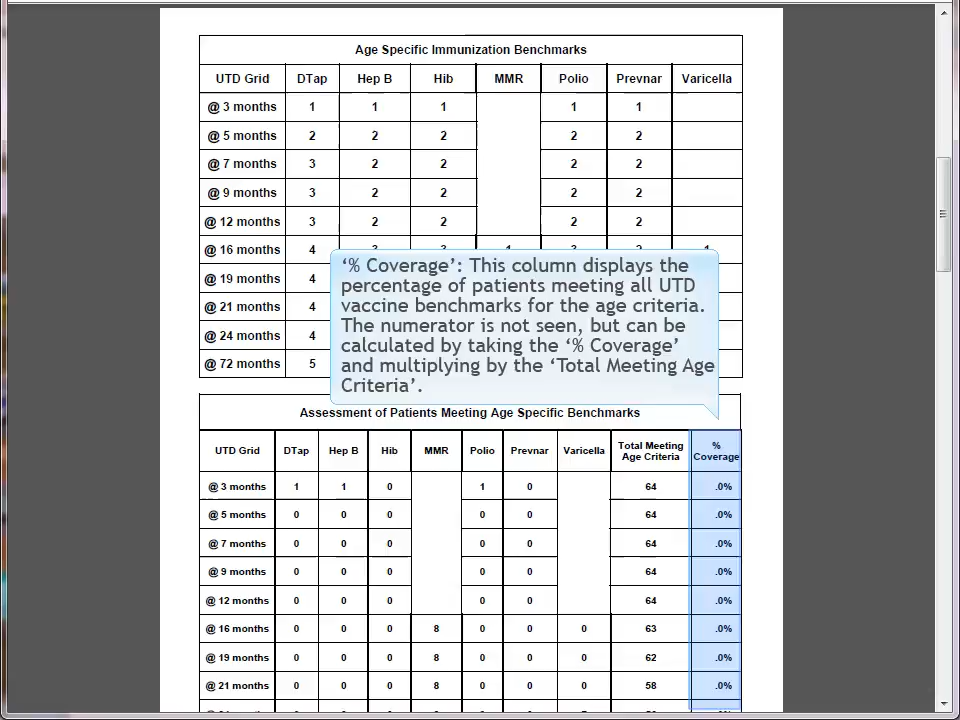 Age Specific Immunization Benchmarks
UTD Grid DTap Hep B Hib MMR Polio Prevnar Varicella
@ 3 months 1 1 1 1 1
@ 5 months 2 2 2 2 2
@ 7 months 3 2 2 2 2
@ 9 months 3 2 2 2 2
@ 12 months 3 2 2 2 2
@ 16 months 4
@ 19 months 4
@ 21 months 4
@ 24 months 4
@ 72 months 5
‘% Coverage’: This column displays the
percentage of patients meeting all UTD
vaccine benchmarks for the age criteria.
The numerator is not seen, but can be
calculated by taking the ‘% Coverage’
and multiplying by the ‘Total Meeting Age
Criteria’.
Assessment of Patients Meeting Age Specific Benchmarks
UTD Grid DTap Hep B Hib MMR Polio Prevnar Varicella Total Meeting Age Criteria % Coverage
@ 3 months 1 1 0 1 0 64 .0%
@ 5 months 0 0 0 0 0 64 .0%
@ 7 months 0 0 0 0 0 64 .0%
@ 9 months 0 0 0 0 0 64 .0%
@ 12 months 0 0 0 0 0 64 .0%
@ 16 months 0 0 0 8 0 0 0 63 .0%
@ 19 months 0 0 0 8 0 0 0 62 .0%
@ 21 months 0 0 0 8 0 0 0 58 .0%